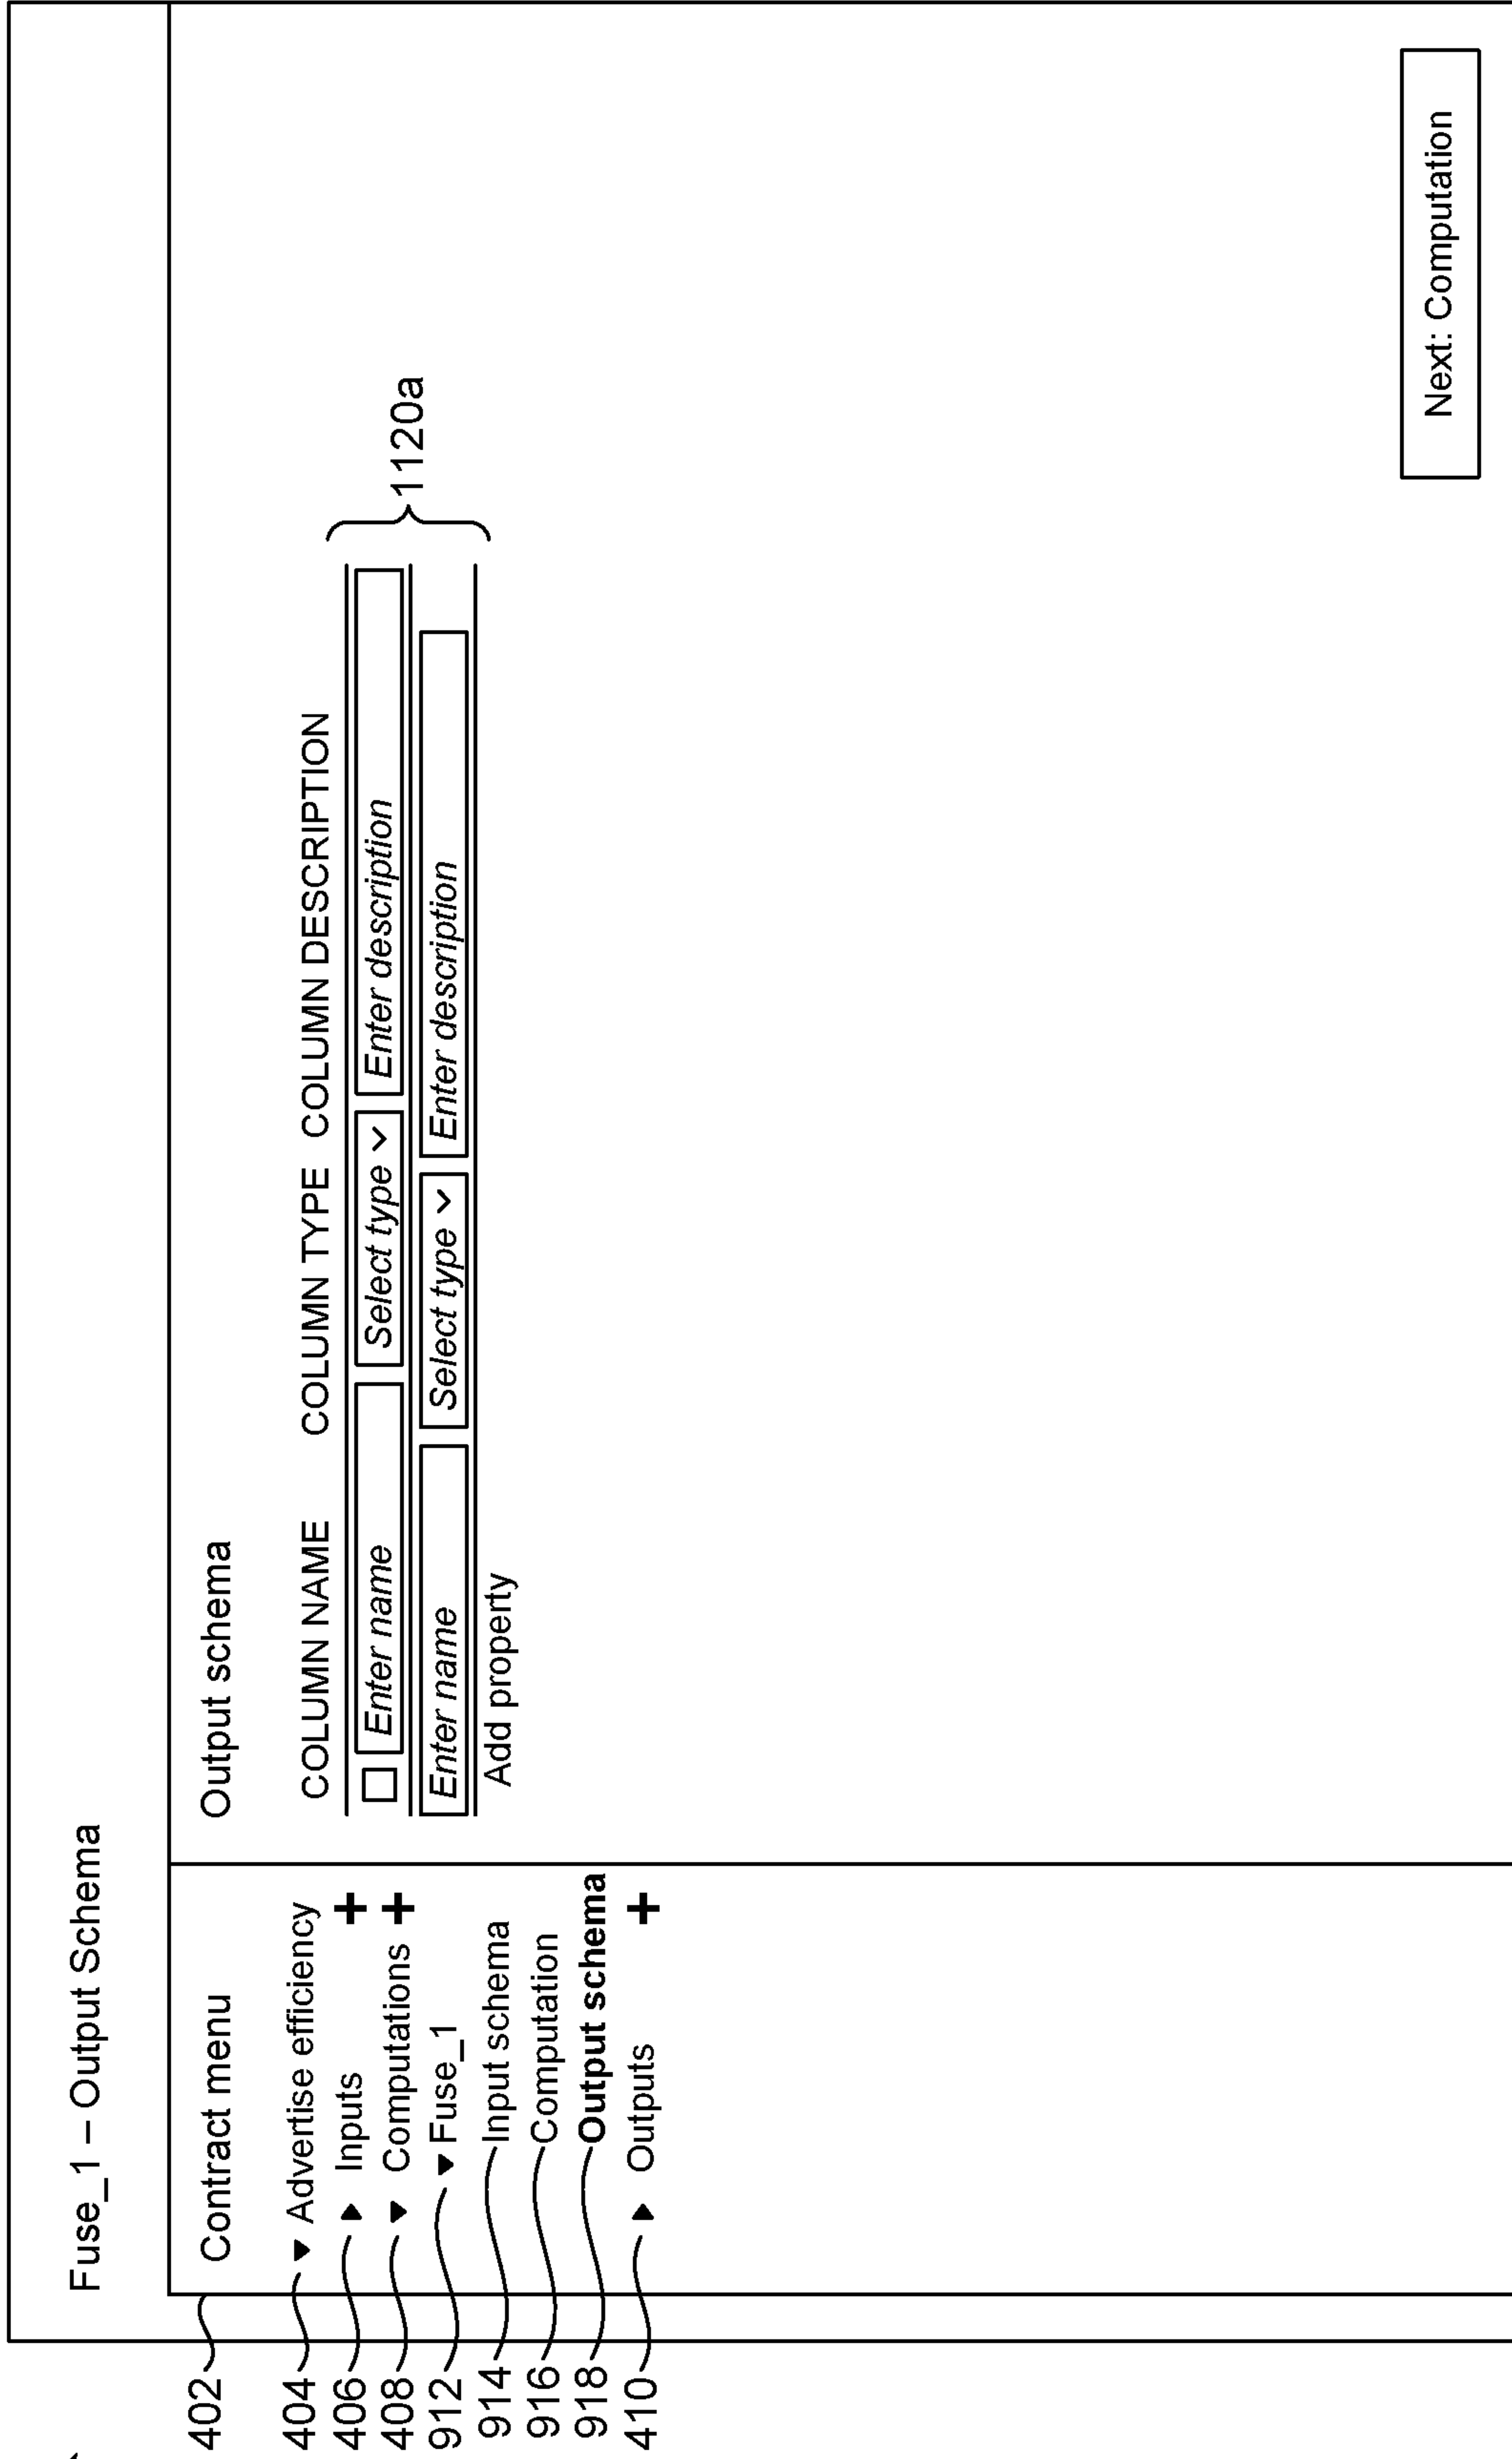 Fuse_1 – Output Schema
402
Contract menu
404
Advertise efficiency
406
Inputs +
408
Computations +
912
Fuse_1
914
Input schema
916
Computation
918
Output schema
410
Outputs +
Output schema
COLUMN NAME COLUMN TYPE COLUMN DESCRIPTION
Enter name Select type Enter description
Enter name Select type Enter description
Add property
1120a
Next: Computation